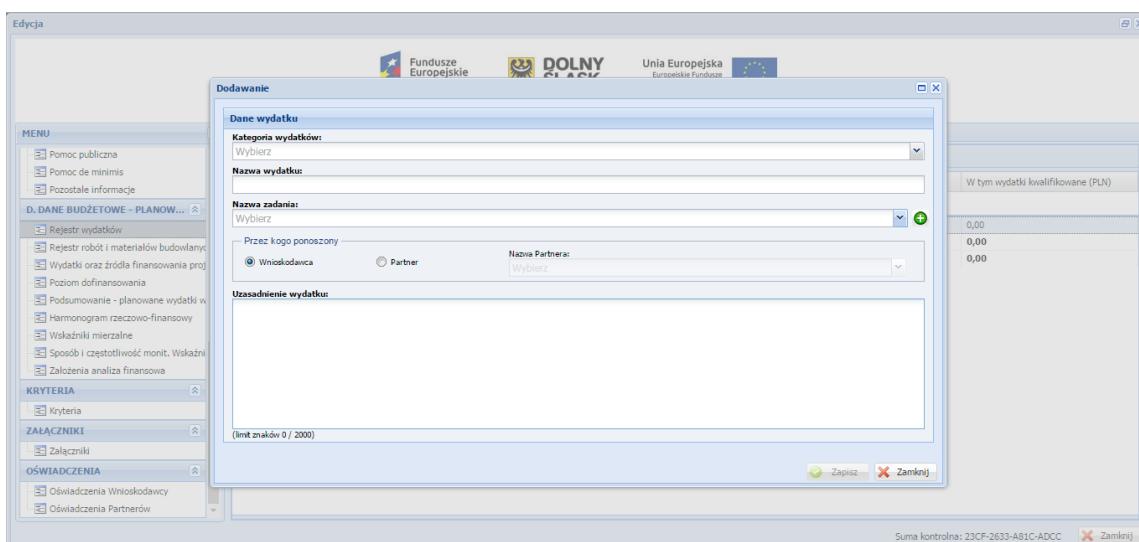 Edycja
Fundusze
Europejskie
DOLNY
ŚLĄSK
Unia Europejska
Europejskie Fundusze
Dodawanie
Dane wydatku
Kategoria wydatków:
Wybierz
Nazwa wydatku:
Nazwa zadania:
Wybierz
Przez kogo ponoszony
Wnioskodawca
Partner
Nazwa Partnera:
Wybierz
Uzasadnienie wydatku:
(limit znaków 0 / 2000)
Zapisz
Zamknij
MENU
Pomoc publiczna
Pomoc de minimis
Pozostałe informacje
D. DANE BUDŻETOWE - PLANOW...
Rejestr wydatków
Rejestr robót i materiałów budowlanyc
Wydatki oraz źródła finansowania proj
Poziom dofinansowania
Podsumowanie - planowane wydatki w
Harmonogram rzeczowo-finansowy
Wskaźniki mierzalne
Sposób i częstotliwość monit. Wskaźni
Założenia analiza finansowa
KRYTERIA
Kryteria
ZAŁĄCZNIKI
Załączniki
OŚWIADCZENIA
Oświadczenia Wnioskodawcy
Oświadczenia Partnerów
W tym wydatki kwalifikowane (PLN)
0,00
0,00
0,00
Suma kontrolna: 23CF-2633-A81C-ADCC
Zamknij